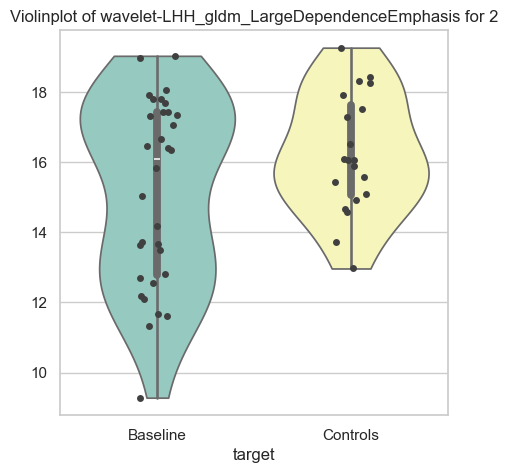 Violinplot of wavelet-LHH_gldm_LargeDependenceEmphasis for 2
18
16
14
12
10
Baseline
Controls
target